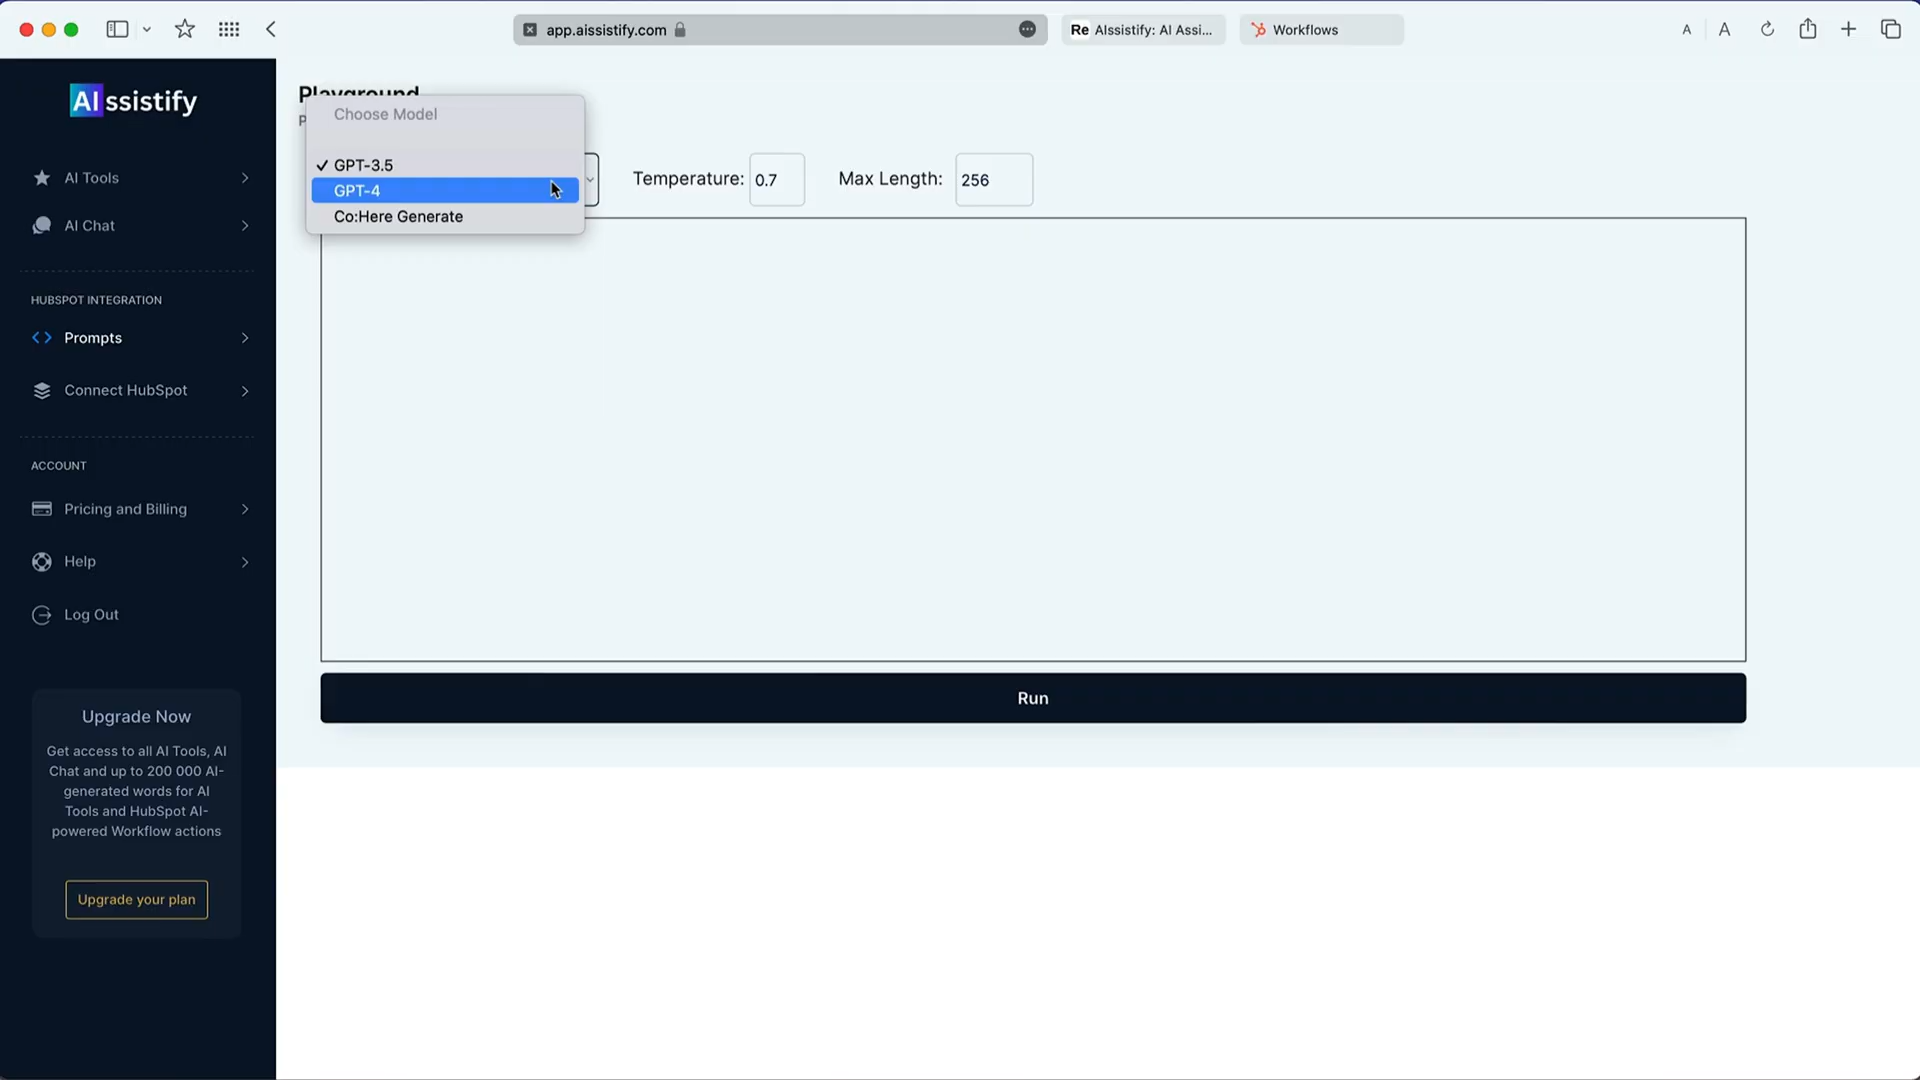 app.aissistify.com
Re AIssistify: AI Assi...
Workflows
A
A
AIssistify
AI Tools
AI Chat
HUBSPOT INTEGRATION
Prompts
Connect HubSpot
ACCOUNT
Pricing and Billing
Help
Log Out
Upgrade Now
Get access to all AI Tools, AI
Chat and up to 200 000 AI-
generated words for AI
Tools and HubSpot AI-
powered Workflow actions
Upgrade your plan
Playground
Choose Model
GPT-3.5
GPT-4
Co:Here Generate
Temperature: 0.7
Max Length: 256
Run